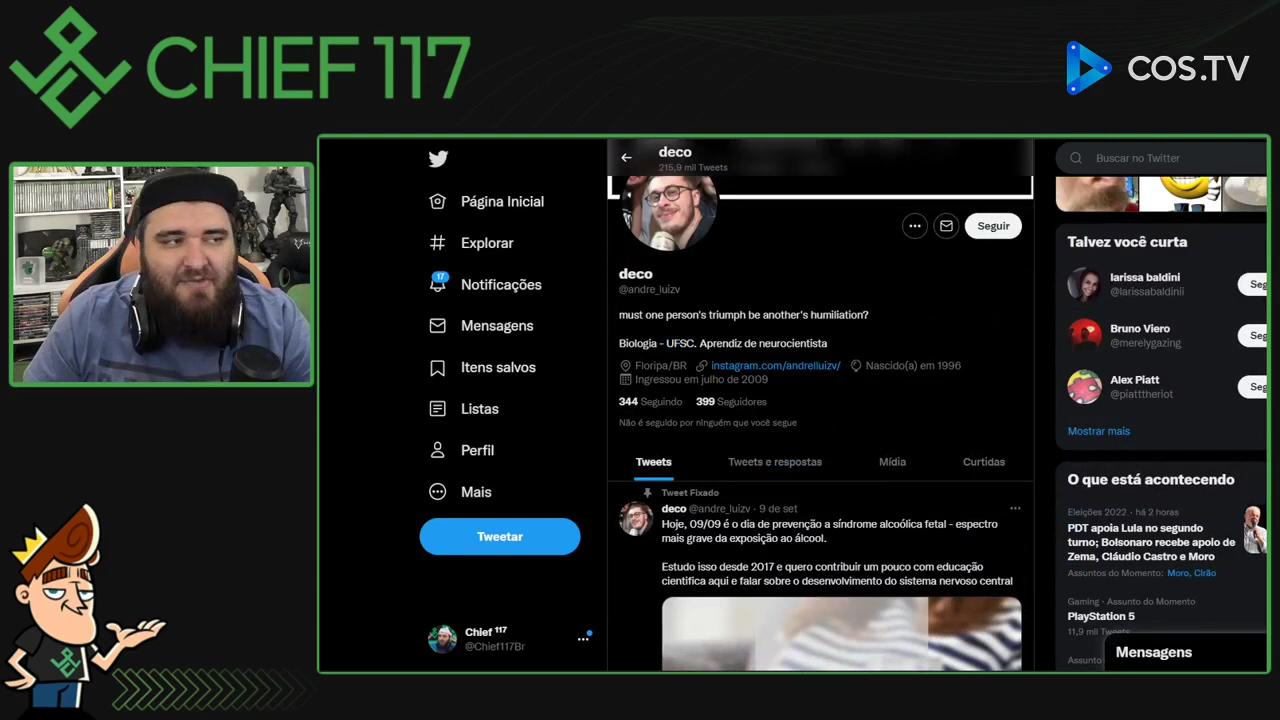 CHIEF 117
COS.TV
deco
215,9 mil Tweets
Buscar no Twitter
Página Inicial
Explorar
17
Notificações
Mensagens
Itens salvos
Listas
Perfil
Mais
Tweetar
Chief 117
@Chief117Br
Seguir
deco
@andre_luizv
must one person's triumph be another's humiliation?
Biologia - UFSC. Aprendiz de neurocientista
Floripa/BR instagram.com/andrelluizv/ Nascido(a) em 1996
Ingressou em julho de 2009
344 Seguindo 399 Seguidores
Não é seguido por ninguém que você segue
Tweets Tweets e respostas Mídia Curtidas
Tweet Fixado
deco @andre_luizv · 9 de set
Hoje, 09/09 é o dia de prevenção a síndrome alcoólica fetal - espectro
mais grave da exposição ao álcool.
Estudo isso desde 2017 e quero contribuir um pouco com educação
científica aqui e falar sobre o desenvolvimento do sistema nervoso central
Talvez você curta
larissa baldini
@larissabaldinii
Seg
Bruno Viero
@merelygazing
Seg
Alex Piatt
@piatttheriot
Seg
Mostrar mais
O que está acontecendo
Eleições 2022 · há 2 horas
PDT apoia Lula no segundo
turno; Bolsonaro recebe apoio de
Zema, Cláudio Castro e Moro
Assuntos do Momento: Moro, CIrão
Gaming · Assunto do Momento
PlayStation 5
11,9 mil Tweets
Assunto
Mensagens